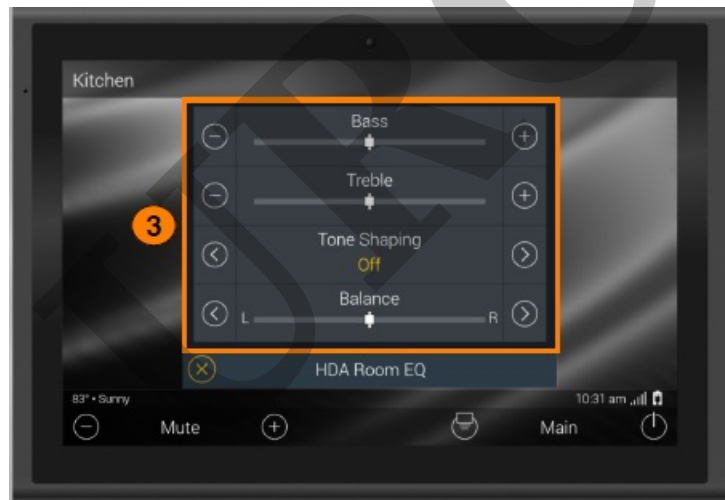 Kitchen
Bass
Treble
3
Tone Shaping
Off
Balance
L R
HDA Room EQ
83° • Sunny 10:31 am
Mute Main